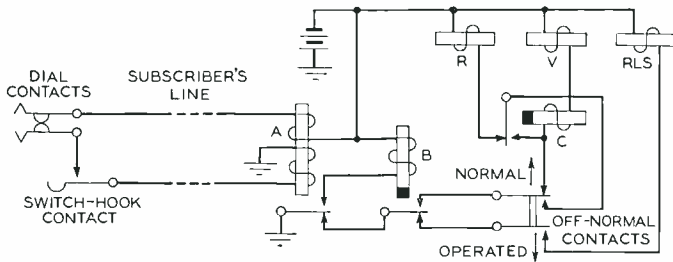 R
V
RLS
DIAL
CONTACTS
SUBSCRIBER'S
LINE
A
B
C
NORMAL
SWITCH-HOOK
CONTACT
OFF-NORMAL
CONTACTS
OPERATED